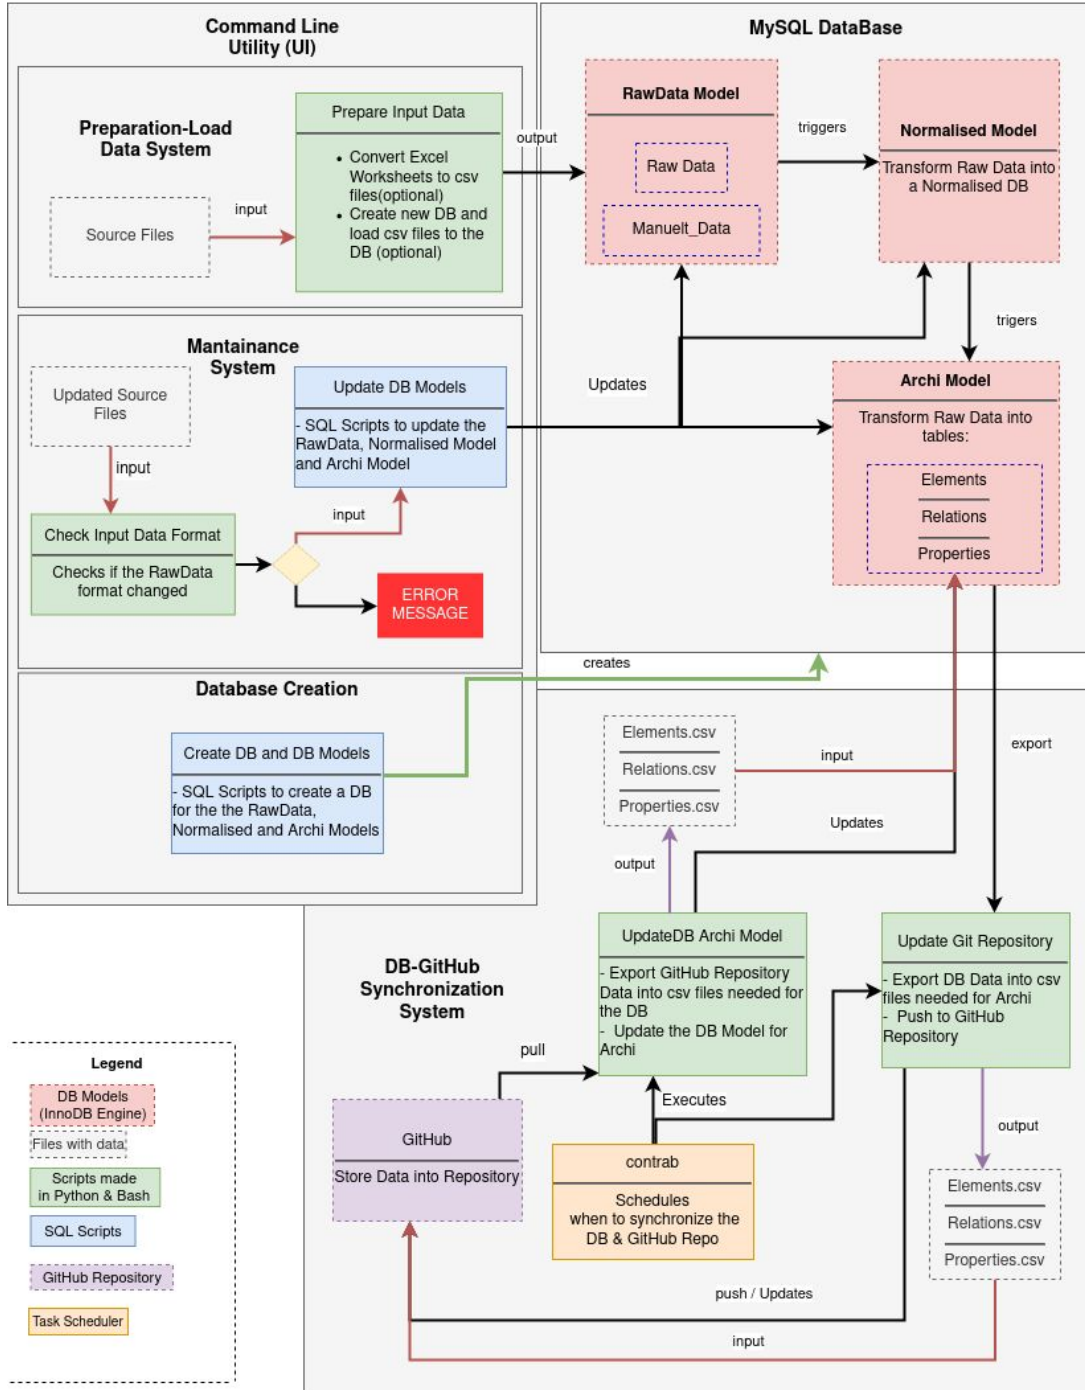 Command Line
Utility (UI)
Preparation-Load
Data System
Source Files
input
Prepare Input Data
• Convert Excel
Worksheets to csv
files(optional)
• Create new DB and
load csv files to the
DB (optional)
output
Mantainance
System
Updated Source
Files
input
Check Input Data Format
Checks if the RawData
format changed
input
Update DB Models
- SQL Scripts to update the
RawData, Normalised Model
and Archi Model
ERROR
MESSAGE
Updates
Database Creation
Create DB and DB Models
- SQL Scripts to create a DB
for the the RawData,
Normalised and Archi Models
creates
MySQL DataBase
RawData Model
Raw Data
Manuelt_Data
triggers
Normalised Model
Transform Raw Data into
a Normalised DB
trigers
Archi Model
Transform Raw Data into
tables:
Elements
Relations
Properties
export
DB-GitHub
Synchronization
System
Elements.csv
Relations.csv
Properties.csv
input
Updates
output
UpdateDB Archi Model
- Export GitHub Repository
Data into csv files needed for
the DB
- Update the DB Model for
Archi
Update Git Repository
- Export DB Data into csv
files needed for Archi
- Push to GitHub
Repository
pull
Executes
GitHub
Store Data into Repository
contrab
Schedules
when to synchronize the
DB & GitHub Repo
output
Elements.csv
Relations.csv
Properties.csv
push / Updates
input
Legend
DB Models
(InnoDB Engine)
Files with data
Scripts made
in Python & Bash
SQL Scripts
GitHub Repository
Task Scheduler